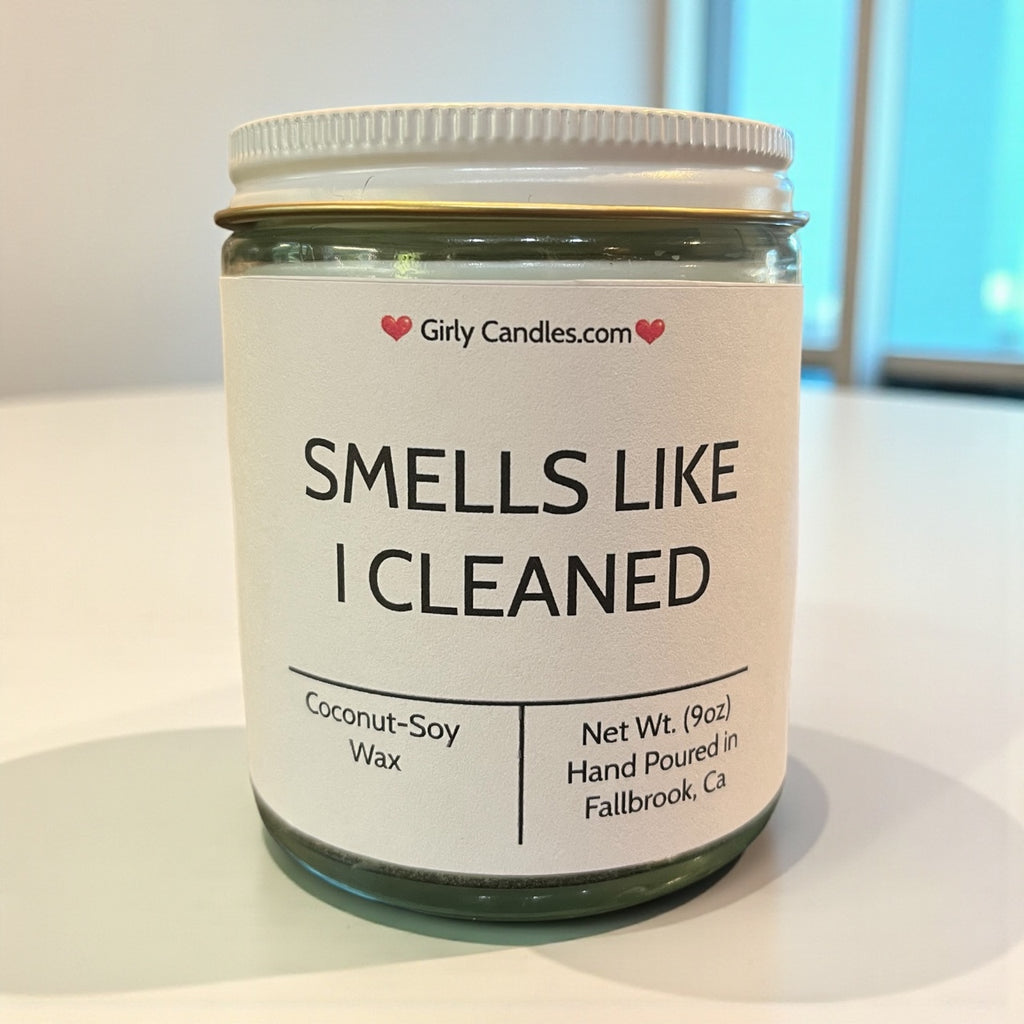 ❤ Girly Candles.com ❤
SMELLS LIKE
I CLEANED
Coconut-Soy
Wax
Net Wt. (9oz)
Hand Poured in
Fallbrook, Ca